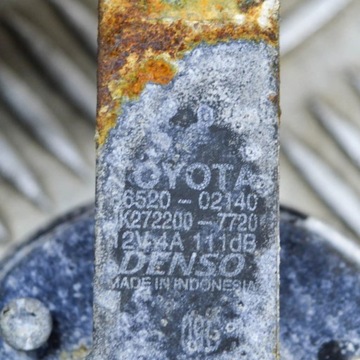 TOYOTA
86520-02140
JK272200-7720
12V 4A 111dB
DENSO
MADE IN INDONESIA